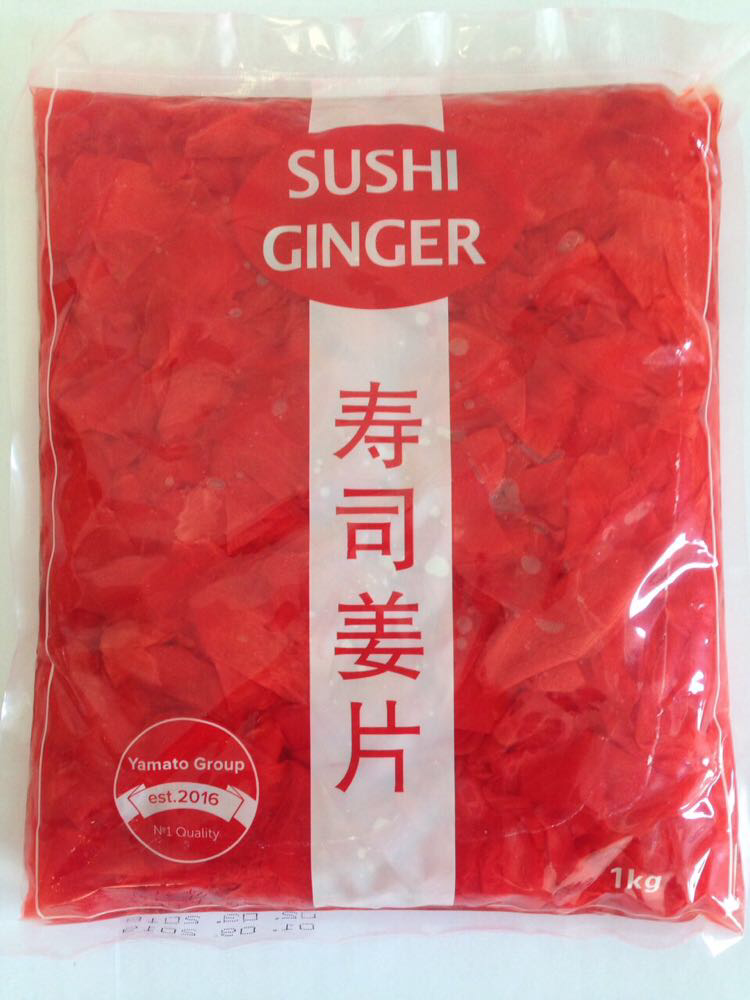 SUSHI
GINGER
寿司姜片
Yamato Group
est.2016
№1 Quality
1kg